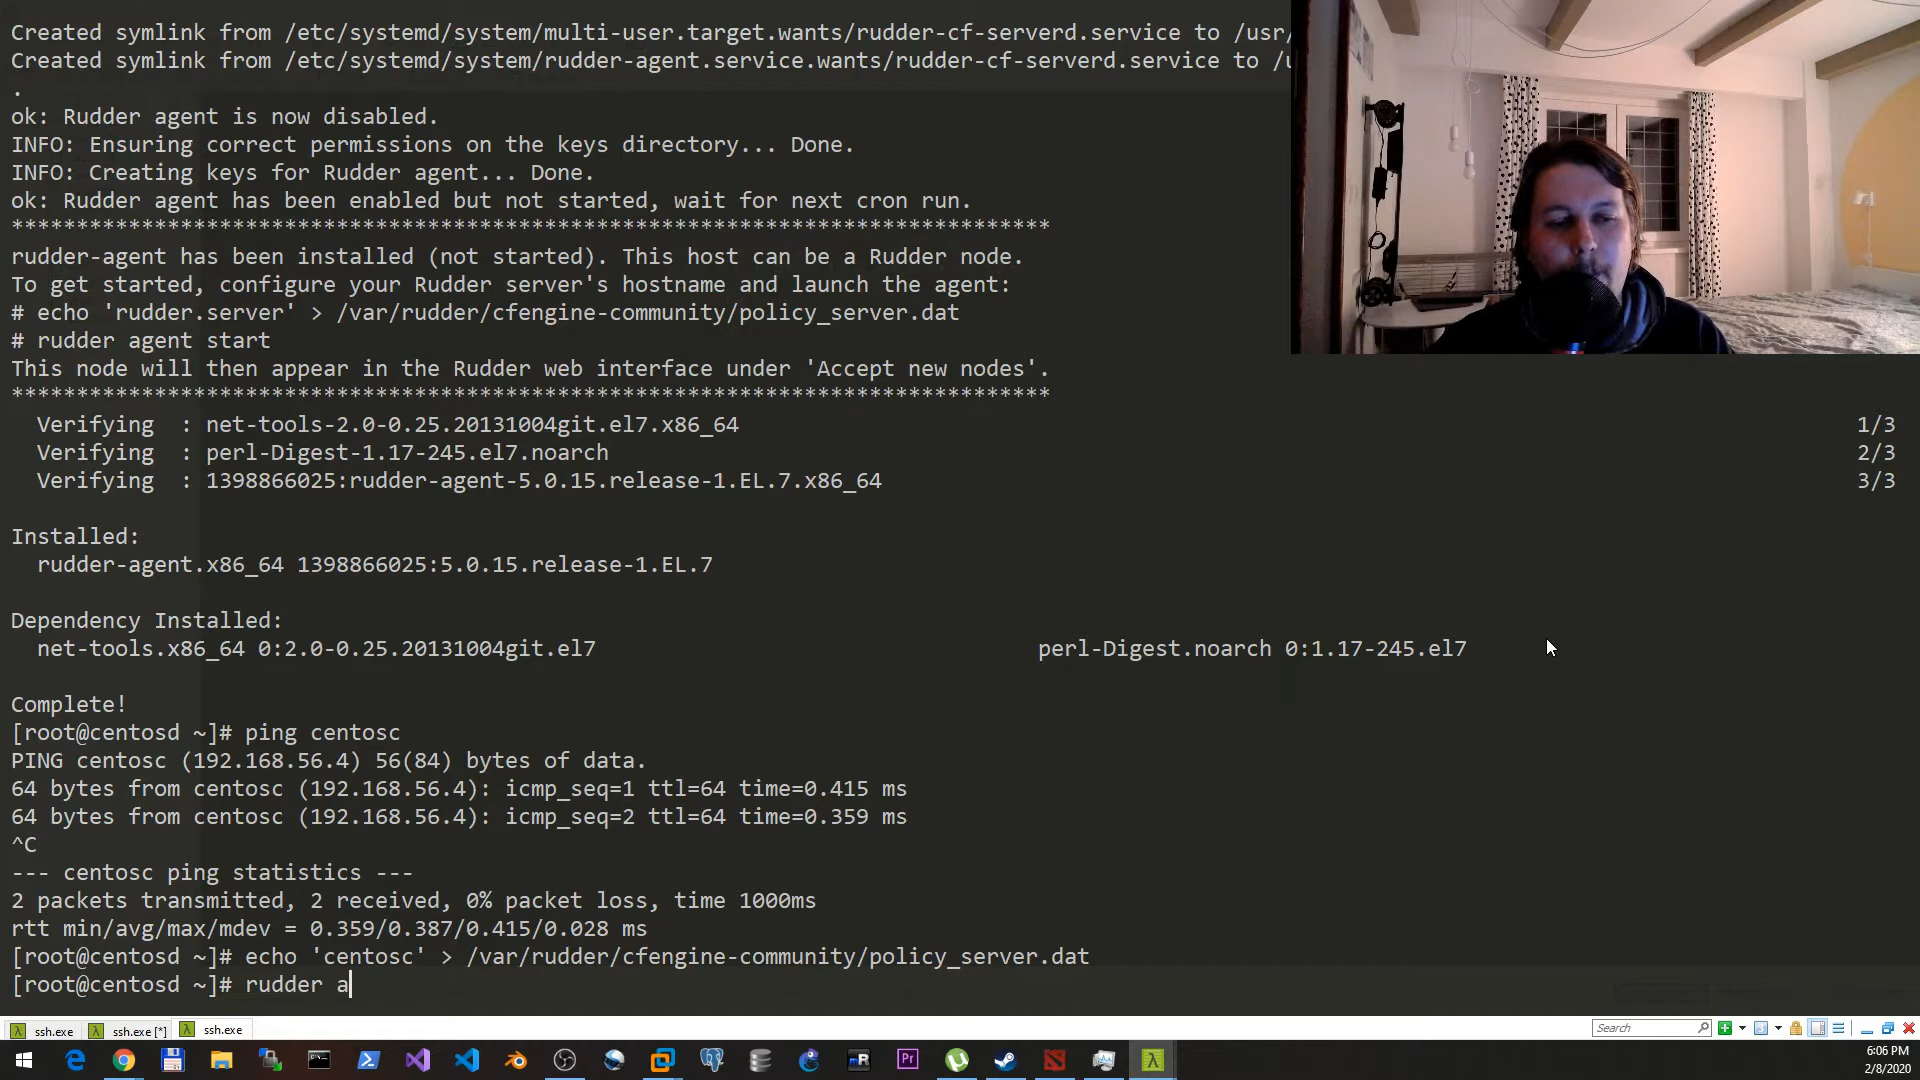 Created symlink from /etc/systemd/system/multi-user.target.wants/rudder-cf-serverd.service to /usr/
Created symlink from /etc/systemd/system/rudder-agent.service.wants/rudder-cf-serverd.service to /u
.
ok: Rudder agent is now disabled.
INFO: Ensuring correct permissions on the keys directory... Done.
INFO: Creating keys for Rudder agent... Done.
ok: Rudder agent has been enabled but not started, wait for next cron run.
********************************************************************************
rudder-agent has been installed (not started). This host can be a Rudder node.
To get started, configure your Rudder server's hostname and launch the agent:
# echo 'rudder.server' > /var/rudder/cfengine-community/policy_server.dat
# rudder agent start
This node will then appear in the Rudder web interface under 'Accept new nodes'.
********************************************************************************
Verifying : net-tools-2.0-0.25.20131004git.el7.x86_64 1/3
Verifying : perl-Digest-1.17-245.el7.noarch 2/3
Verifying : 1398866025:rudder-agent-5.0.15.release-1.EL.7.x86_64 3/3
Installed:
rudder-agent.x86_64 1398866025:5.0.15.release-1.EL.7
Dependency Installed:
net-tools.x86_64 0:2.0-0.25.20131004git.el7 perl-Digest.noarch 0:1.17-245.el7
Complete!
[root@centosd ~]# ping centosc
PING centosc (192.168.56.4) 56(84) bytes of data.
64 bytes from centosc (192.168.56.4): icmp_seq=1 ttl=64 time=0.415 ms
64 bytes from centosc (192.168.56.4): icmp_seq=2 ttl=64 time=0.359 ms
^C
--- centosc ping statistics ---
2 packets transmitted, 2 received, 0% packet loss, time 1000ms
rtt min/avg/max/mdev = 0.359/0.387/0.415/0.028 ms
[root@centosd ~]# echo 'centosc' > /var/rudder/cfengine-community/policy_server.dat
[root@centosd ~]# rudder a
ssh.exe ssh.exe [*] ssh.exe Search
mR Pr
6:06 PM
2/8/2020